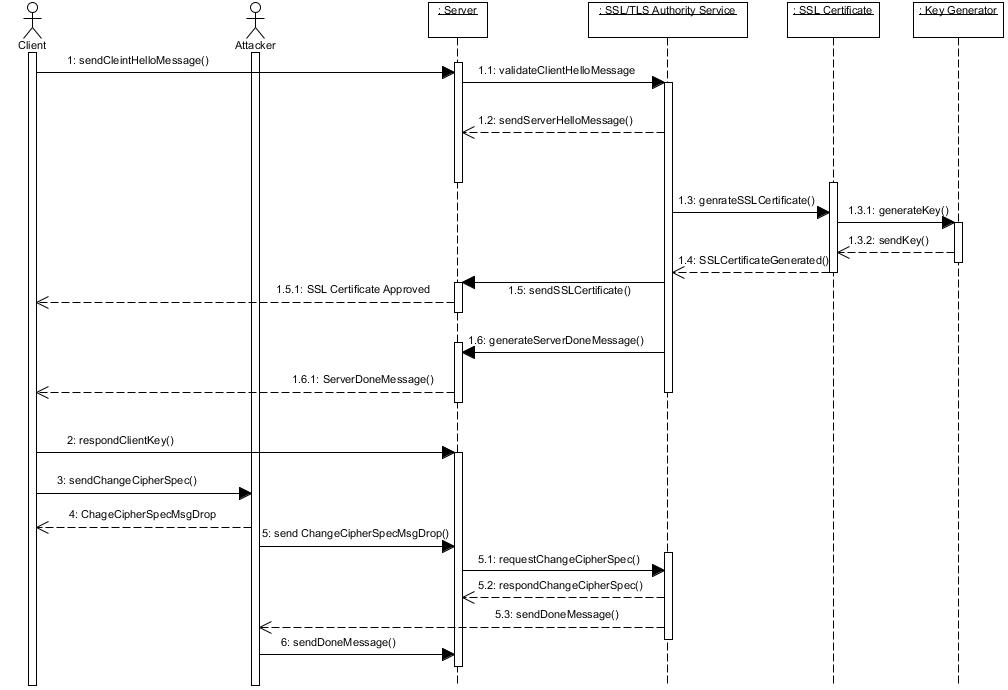 : Server
: SSL/TLS Authority Service
: SSL Certificate
: Key Generator
Client
Attacker
1: sendCleintHelloMessage()
1.1: validateClientHelloMessage
1.2: sendServerHelloMessage()
1.3: genrateSSLCertificate()
1.3.1: generateKey()
1.3.2: sendKey()
1.4: SSLCertificateGenerated()
1.5: sendSSLCertificate()
1.5.1: SSL Certificate Approved
1.6: generateServerDoneMessage()
1.6.1: ServerDoneMessage()
2: respondClientKey()
3: sendChangeCipherSpec()
4: ChageCipherSpecMsgDrop
5: send ChangeCipherSpecMsgDrop()
5.1: requestChangeCipherSpec()
5.2: respondChangeCipherSpec()
5.3: sendDoneMessage()
6: sendDoneMessage()